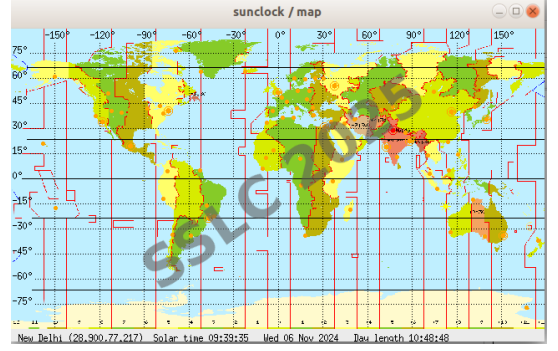 sunclock / map
-150° -120° -90° -60° -30° 0° 30° 60° 90° 120° 150°
75°
60°
45°
30°
15°
0°
-15°
-30°
-45°
-60°
-75°
SSLC 2025
New Delhi (28.900,77.217) Solar time 09:39:35 Wed 06 Nov 2024 Day length 10:48:48